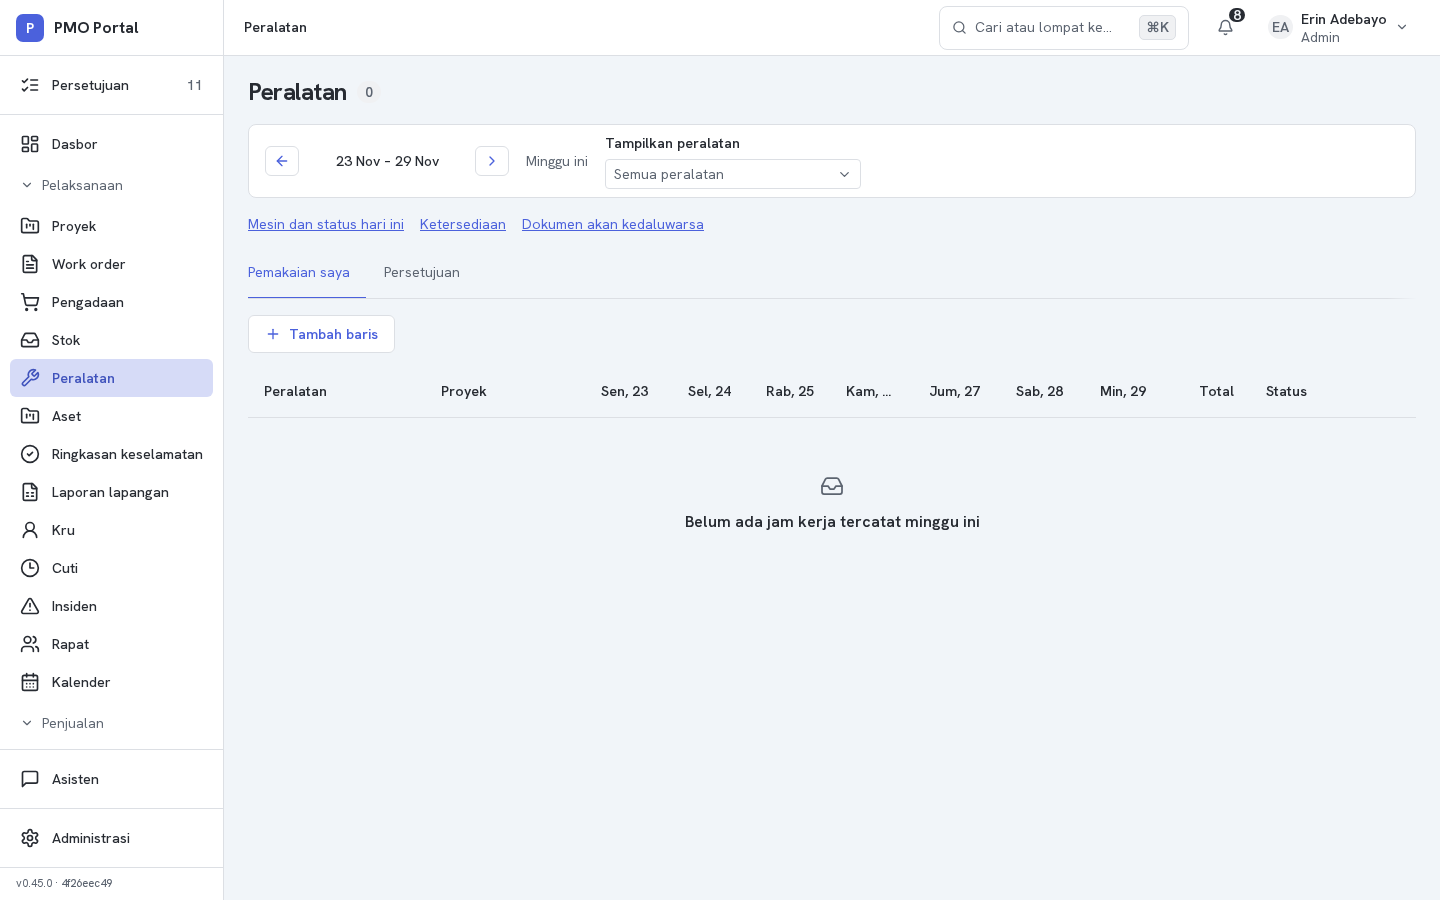 P PMO Portal
Peralatan
Cari atau lompat ke... ⌘K
8
EA
Erin Adebayo
Admin
Persetujuan 11
Dasbor
Pelaksanaan
Proyek
Work order
Pengadaan
Stok
Peralatan
Aset
Ringkasan keselamatan
Laporan lapangan
Kru
Cuti
Insiden
Rapat
Kalender
Penjualan
Asisten
Administrasi
v0.45.0 · 4f26eec49
Peralatan 0
23 Nov – 29 Nov
Minggu ini
Tampilkan peralatan
Semua peralatan
Mesin dan status hari ini Ketersediaan Dokumen akan kedaluwarsa
Pemakaian saya Persetujuan
Tambah baris
Peralatan Proyek Sen, 23 Sel, 24 Rab, 25 Kam, ... Jum, 27 Sab, 28 Min, 29 Total Status
Belum ada jam kerja tercatat minggu ini